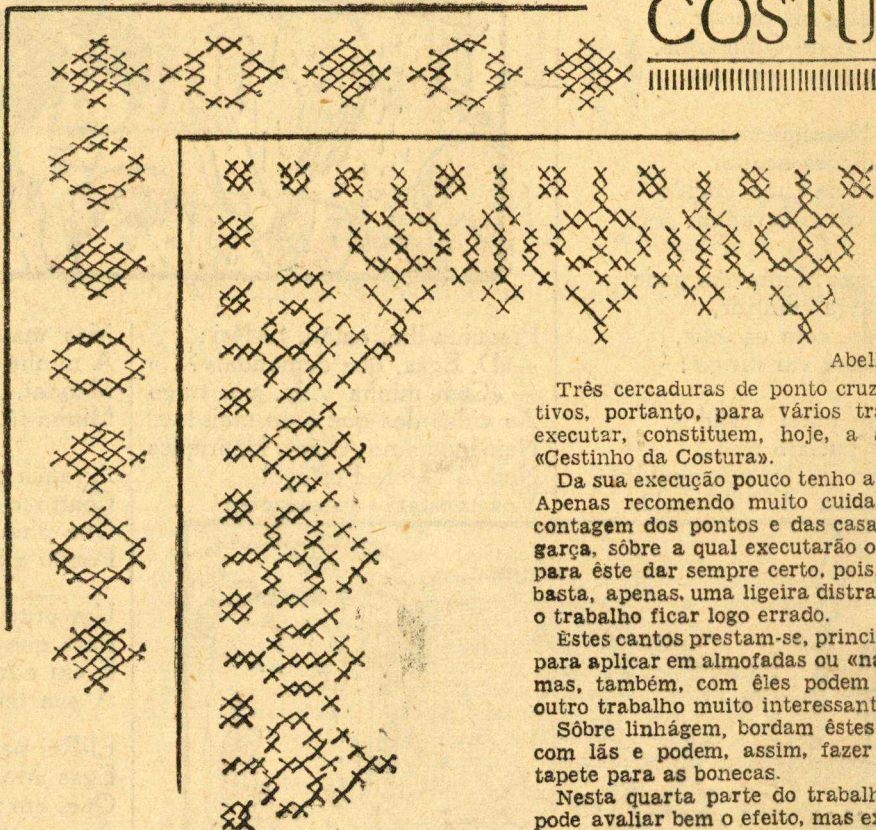 COSTU
Abel
Três cercaduras de ponto cruz
tivos, portanto, para vários tra
executar, constituem, hoje, a a
«Cestinho da Costura».
Da sua execução pouco tenho a
Apenas recomendo muito cuida
contagem dos pontos e das casa
garça, sôbre a qual executarão o
para êste dar sempre certo, pois,
basta, apenas, uma ligeira distra
o trabalho ficar logo errado.
Êstes cantos prestam-se, princi
para aplicar em almofadas ou «na
mas, também, com êles podem
outro trabalho muito interessant
Sôbre linhágem, bordam êstes
com lãs e podem, assim, fazer
tapete para as bonecas.
Nesta quarta parte do trabalh
pode avaliar bem o efeito, mas ex